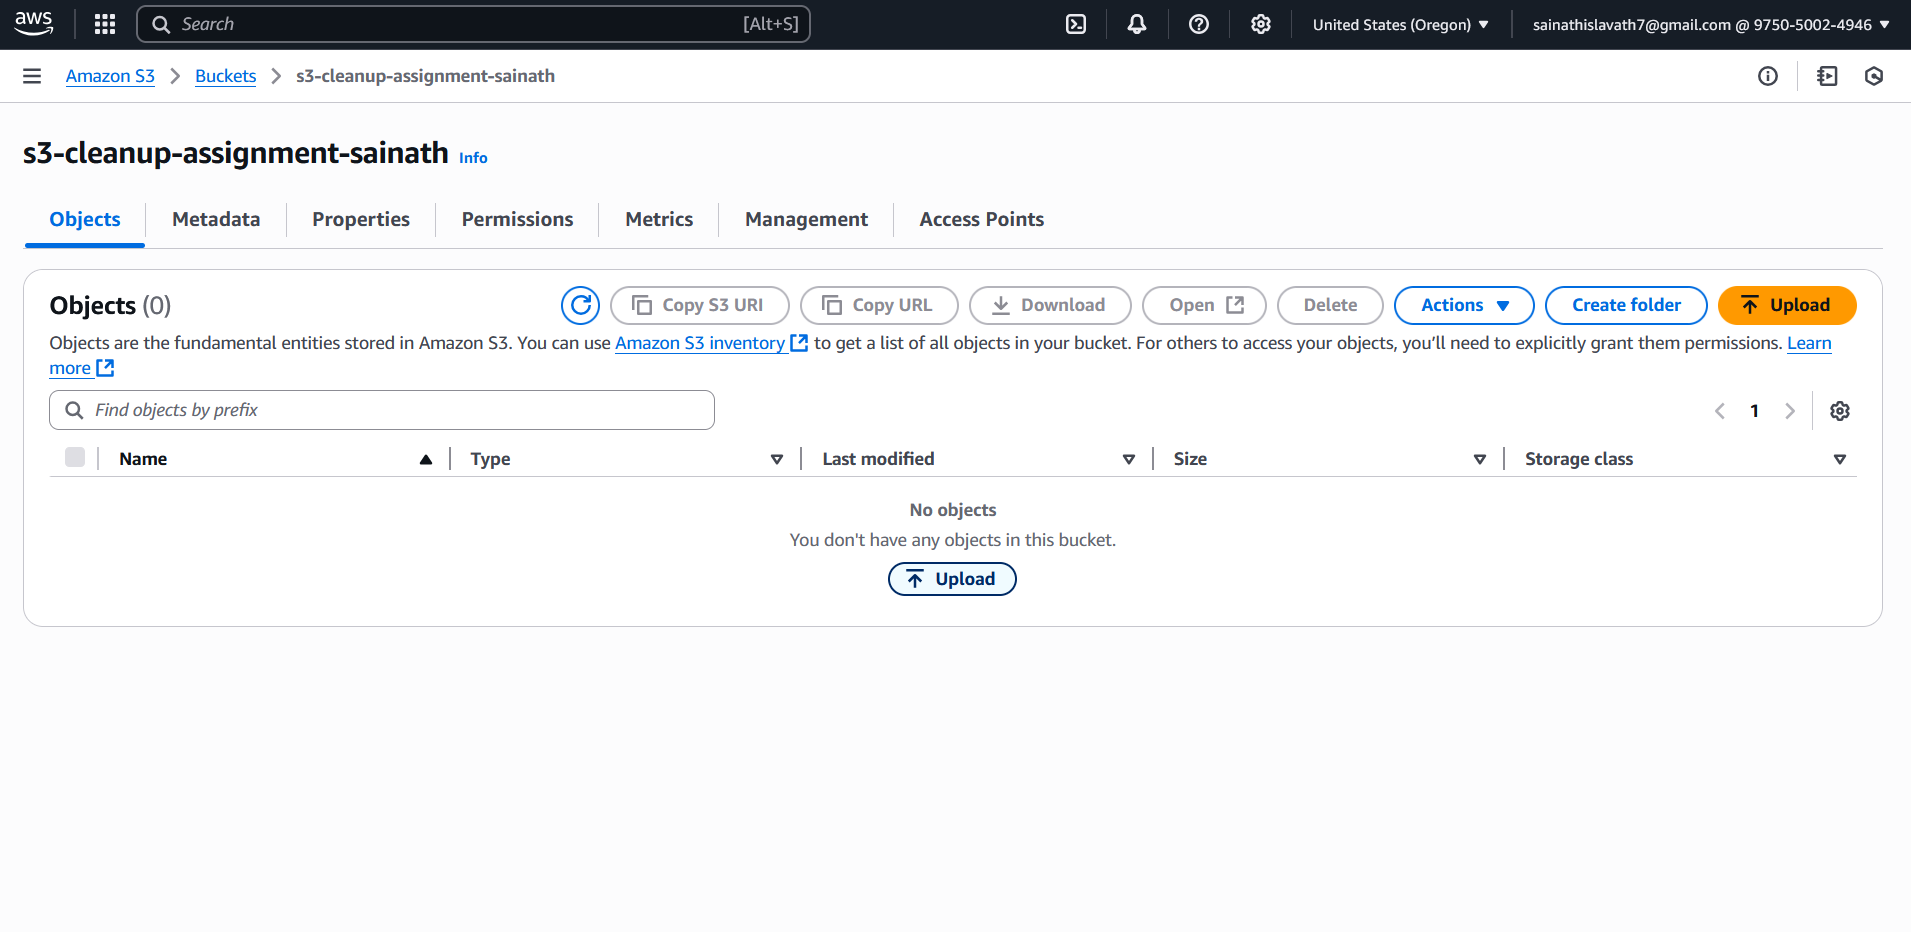 aws Search [Alt+S] United States (Oregon) sainathislavath7@gmail.com @ 9750-5002-4946
Amazon S3 Buckets s3-cleanup-assignment-sainath
s3-cleanup-assignment-sainath Info
Objects Metadata Properties Permissions Metrics Management Access Points
Objects (0) Copy S3 URI Copy URL Download Open Delete Actions Create folder Upload
Objects are the fundamental entities stored in Amazon S3. You can use Amazon S3 inventory to get a list of all objects in your bucket. For others to access your objects, you’ll need to explicitly grant them permissions. Learn
more
Find objects by prefix 1
Name Type Last modified Size Storage class
No objects
You don't have any objects in this bucket.
Upload